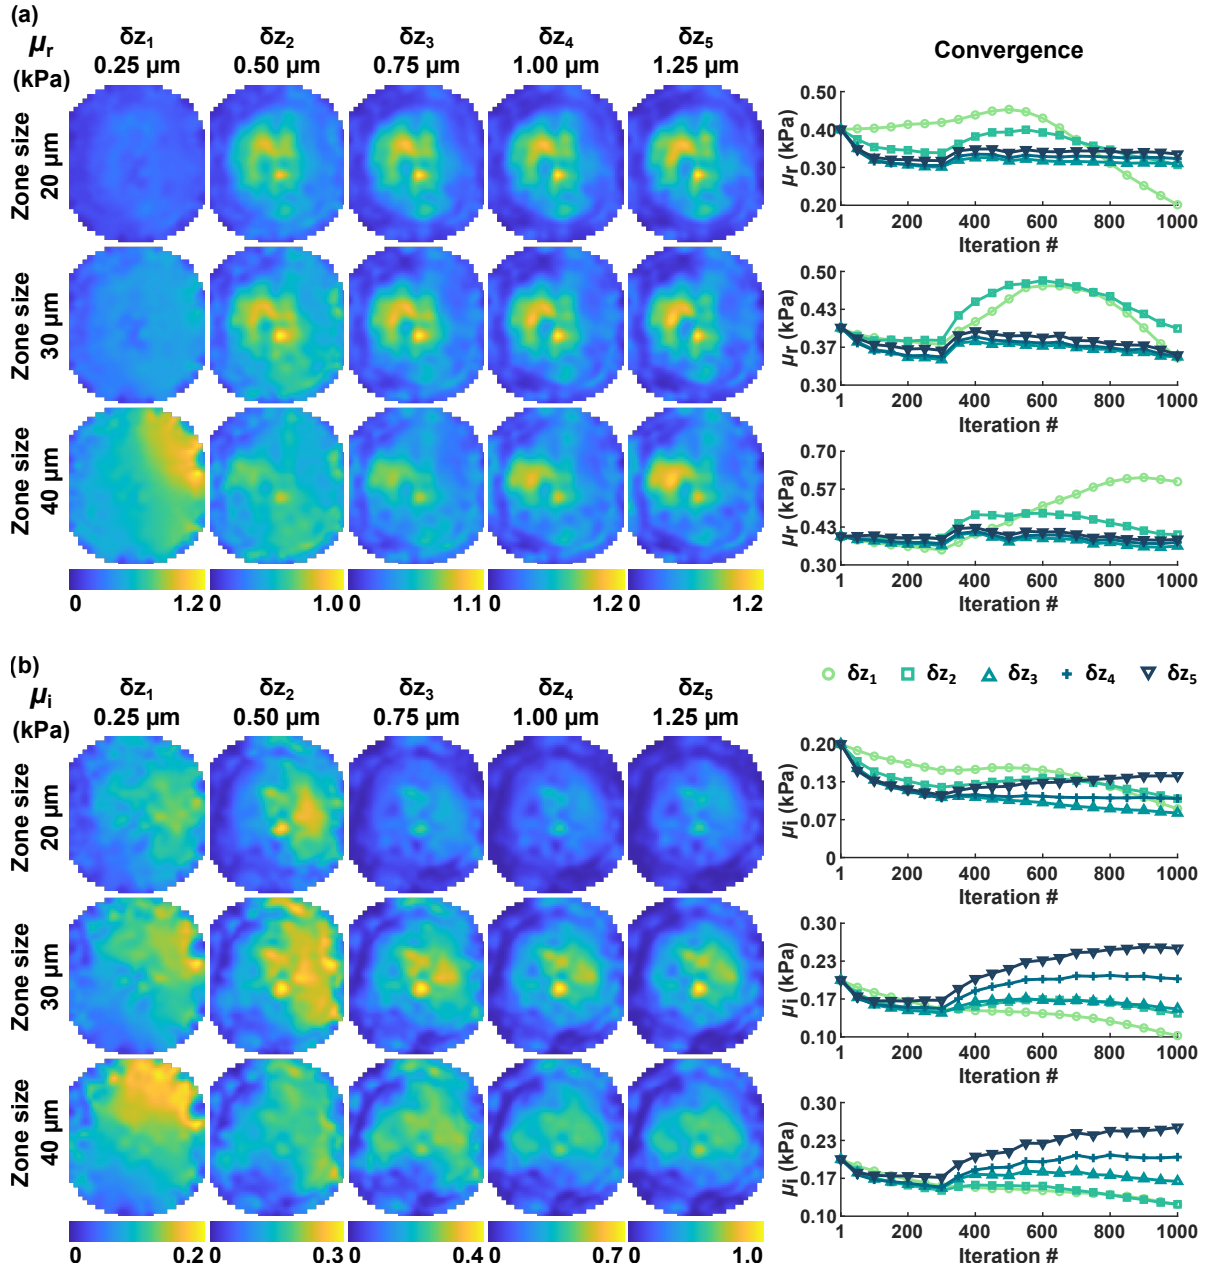 (a)
μr (kPa)
δz1 δz2 δz3 δz4 δz5
0.25 μm 0.50 μm 0.75 μm 1.00 μm 1.25 μm
Convergence
Zone size 20 μm
0.50
0.40
0.30
0.20
μr (kPa)
1 200 400 600 800 1000
Iteration #
Zone size 30 μm
0.50
0.43
0.37
0.30
μr (kPa)
1 200 400 600 800 1000
Iteration #
Zone size 40 μm
0.70
0.57
0.43
0.30
μr (kPa)
1 200 400 600 800 1000
Iteration #
0 1.2 0 1.0 0 1.1 0 1.2 0 1.2
(b)
μi (kPa)
δz1 δz2 δz3 δz4 δz5
0.25 μm 0.50 μm 0.75 μm 1.00 μm 1.25 μm
δz1 δz2 δz3 δz4 δz5
Zone size 20 μm
0.20
0.13
0.07
0
μi (kPa)
1 200 400 600 800 1000
Iteration #
Zone size 30 μm
0.30
0.23
0.17
0.10
μi (kPa)
1 200 400 600 800 1000
Iteration #
Zone size 40 μm
0.30
0.23
0.17
0.10
μi (kPa)
1 200 400 600 800 1000
Iteration #
0 0.2 0 0.3 0 0.4 0 0.7 0 1.0